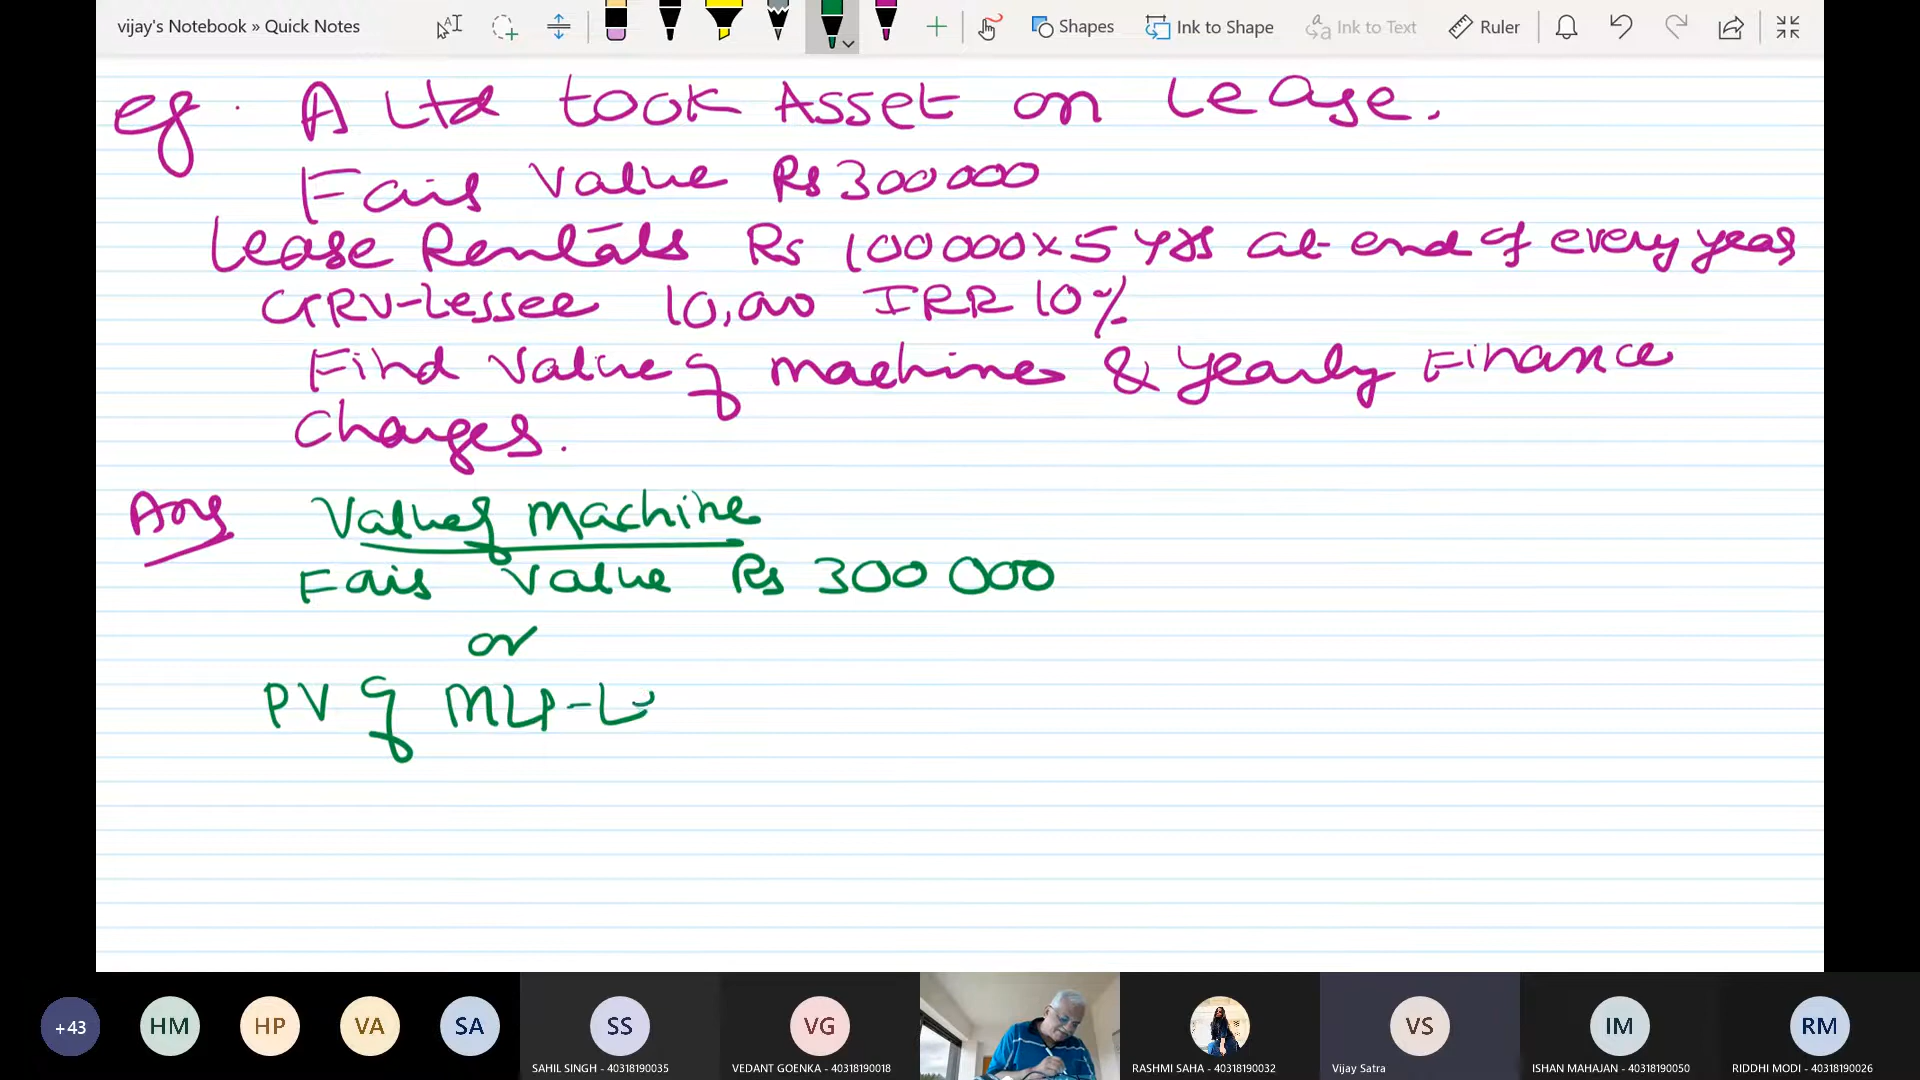 vijay's Notebook » Quick Notes
Shapes Ink to Shape Ink to Text Ruler
eg. A Ltd took Asset on Lease.
Fair Value Rs 300000
Lease Rentals Rs 100000×5 yrs at end of every year
GRV-Lessee 10,000 IRR 10%
Find Value of machines & yearly Finance
Charges.
Ans Value of machine
Fair Value Rs 300 000
or
PV of MLP-L
+43 HM HP VA SA SS VG VS IM RM
SAHIL SINGH - 40318190035 VEDANT GOENKA - 40318190018 RASHMI SAHA - 40318190032 Vijay Satra ISHAN MAHAJAN - 40318190050 RIDDHI MODI - 40318190026